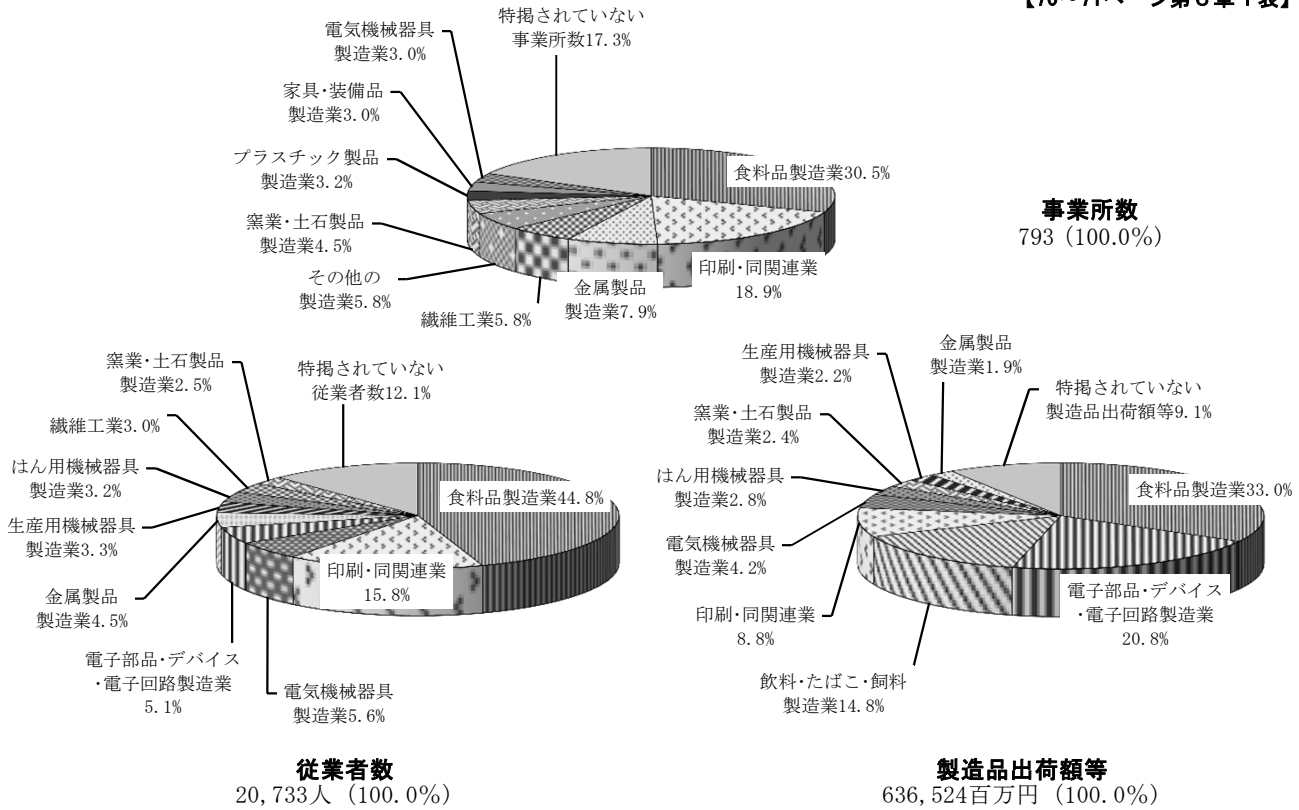 電気機械器具
製造業3.0%
特掲されていない
事業所数17.3%
家具・装備品
製造業3.0%
プラスチック製品
製造業3.2%
窯業・土石製品
製造業4.5%
その他の
製造業5.8%
繊維工業5.8%
金属製品
製造業7.9%
印刷・同関連業
18.9%
食料品製造業30.5%
事業所数
793 (100.0%)
窯業・土石製品
製造業2.5%
特掲されていない
従業者数12.1%
繊維工業3.0%
はん用機械器具
製造業3.2%
生産用機械器具
製造業3.3%
金属製品
製造業4.5%
電子部品・デバイス
・電子回路製造業
5.1%
電気機械器具
製造業5.6%
印刷・同関連業
15.8%
食料品製造業44.8%
従業者数
20,733人 (100.0%)
生産用機械器具
製造業2.2%
金属製品
製造業1.9%
特掲されていない
製造品出荷額等9.1%
窯業・土石製品
製造業2.4%
はん用機械器具
製造業2.8%
電気機械器具
製造業4.2%
印刷・同関連業
8.8%
飲料・たばこ・飼料
製造業14.8%
電子部品・デバイス
・電子回路製造業
20.8%
食料品製造業33.0%
製造品出荷額等
636,524百万円 (100.0%)